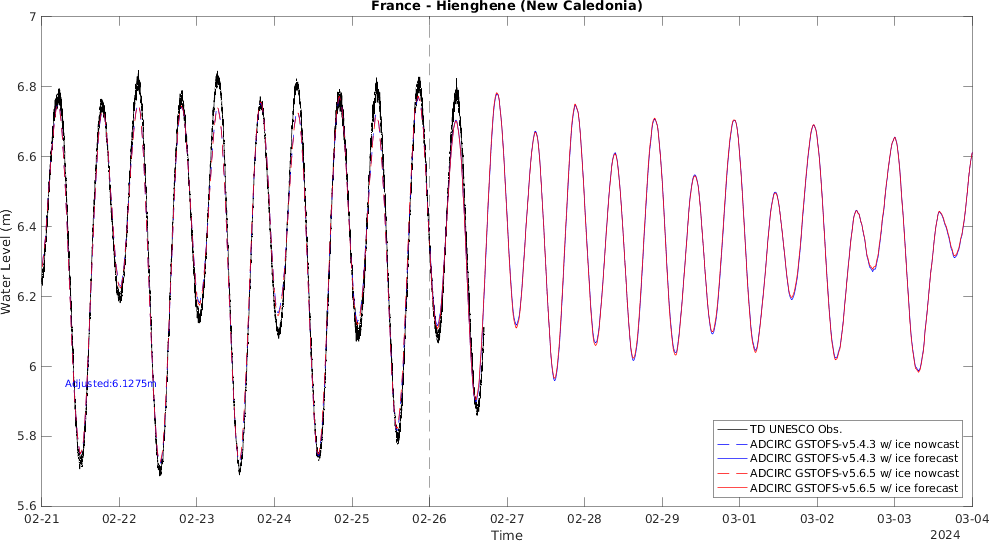 France - Hienghene (New Caledonia)
7
6.8
6.6
6.4
6.2
6
5.8
5.6
Water Level (m)
Adjusted:6.1275m
TD UNESCO Obs.
ADCIRC GSTOFS-v5.4.3 w/ ice nowcast
ADCIRC GSTOFS-v5.4.3 w/ ice forecast
ADCIRC GSTOFS-v5.6.5 w/ ice nowcast
ADCIRC GSTOFS-v5.6.5 w/ ice forecast
02-21 02-22 02-23 02-24 02-25 02-26 02-27 02-28 02-29 03-01 03-02 03-03 03-04
Time
2024